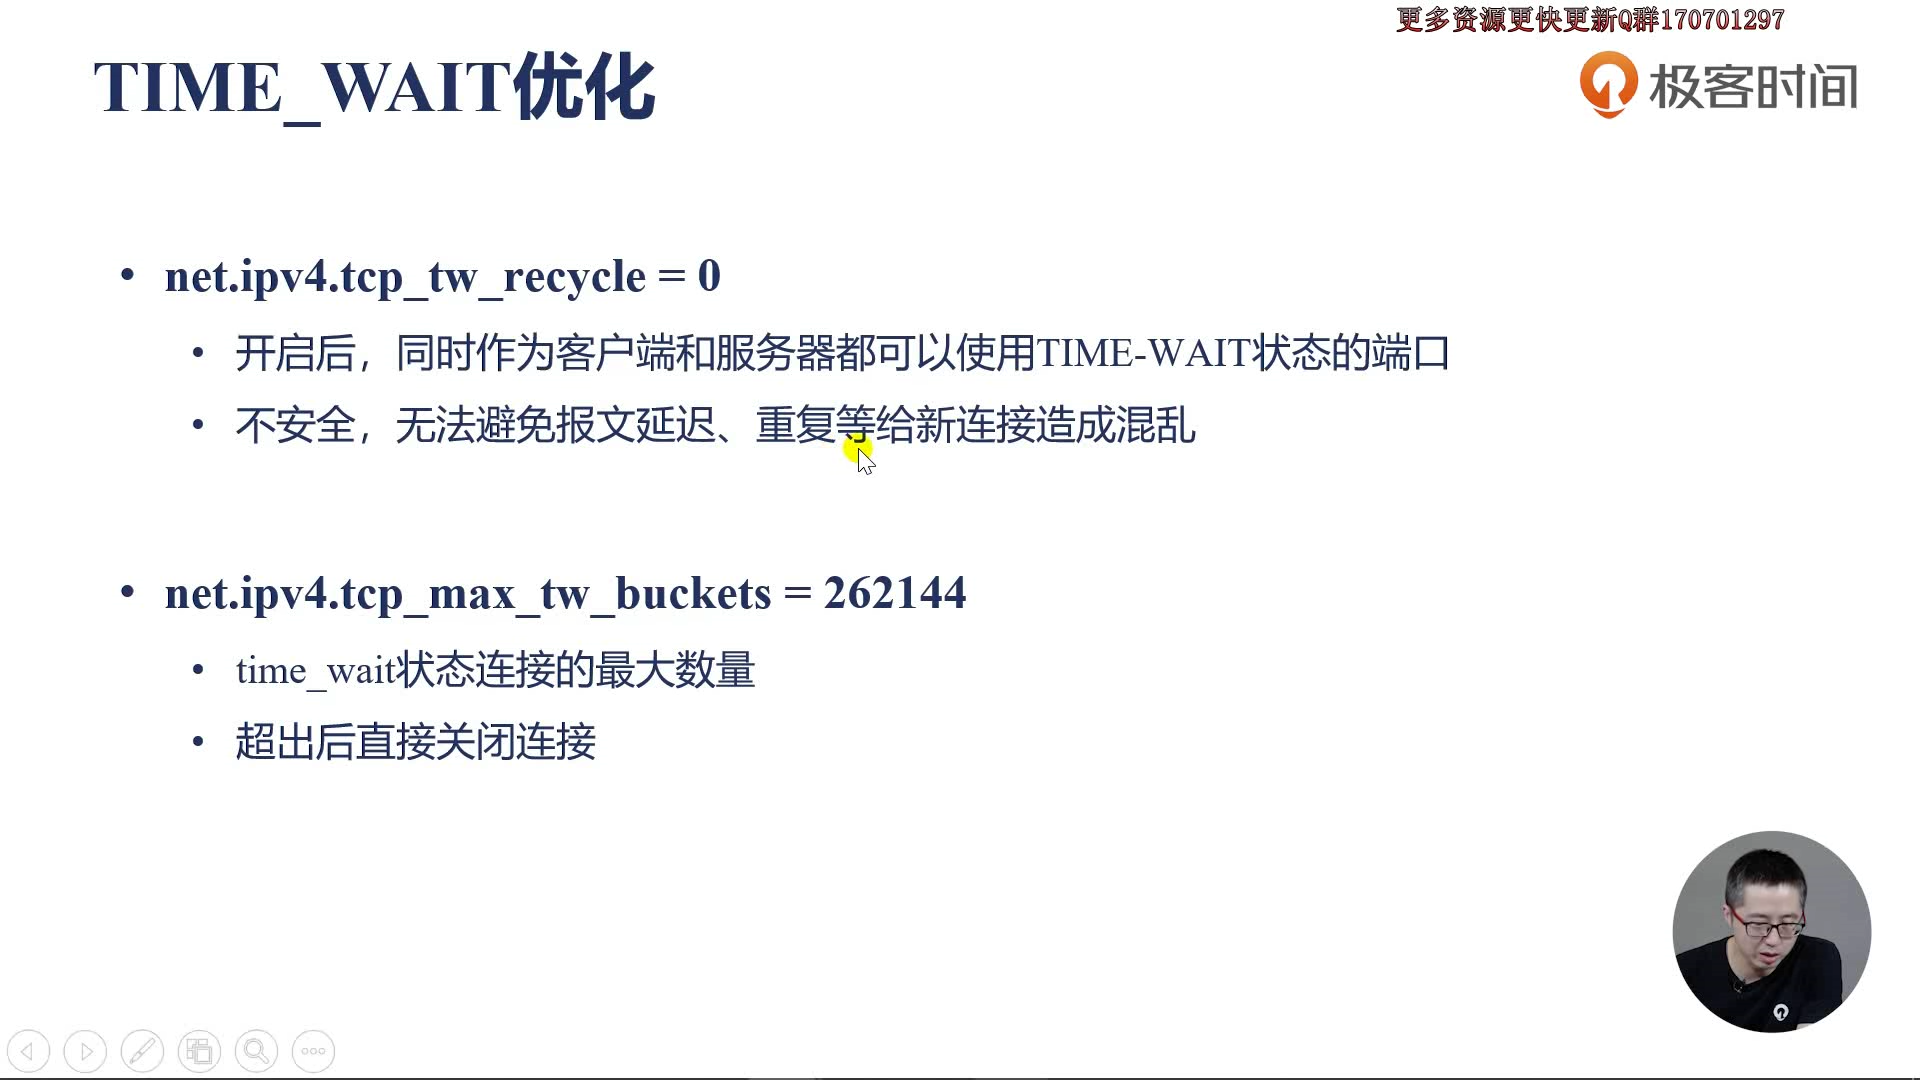 更多资源更快更新Q群170701297
TIME_WAIT优化
极客时间
• net.ipv4.tcp_tw_recycle = 0
• 开启后，同时作为客户端和服务器都可以使用TIME-WAIT状态的端口
• 不安全，无法避免报文延迟、重复等给新连接造成混乱
• net.ipv4.tcp_max_tw_buckets = 262144
• time_wait状态连接的最大数量
• 超出后直接关闭连接